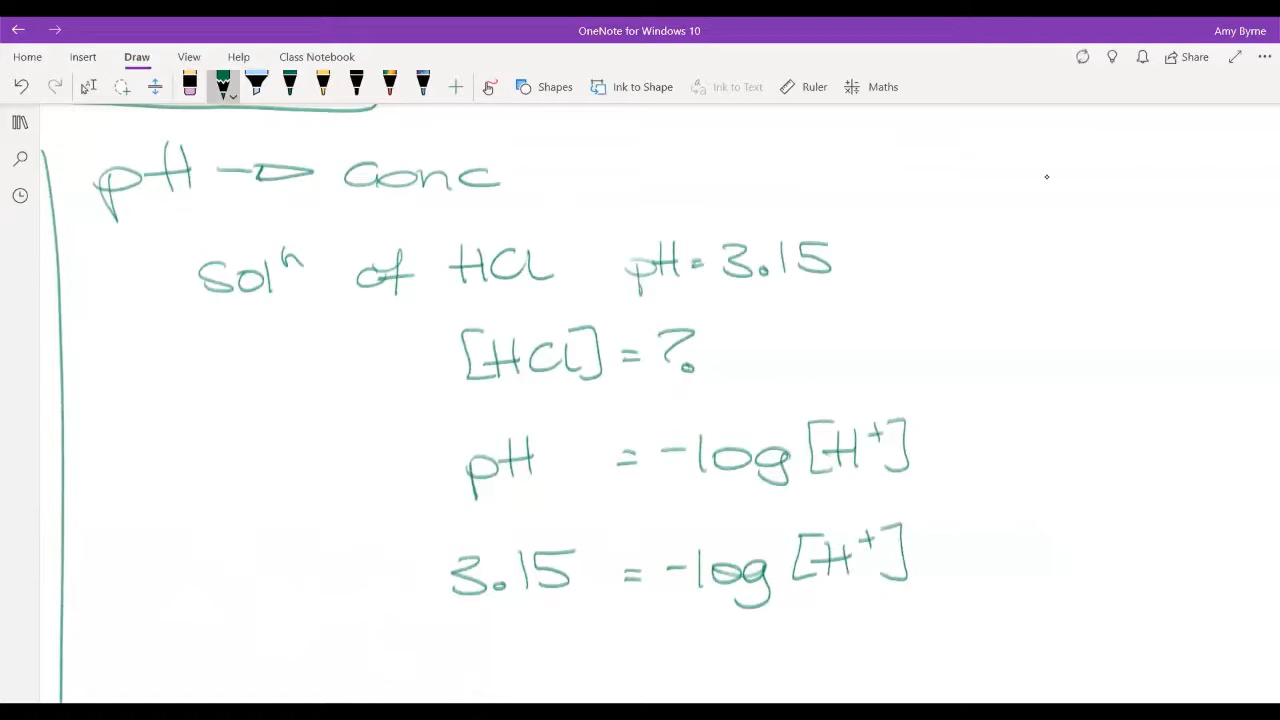 OneNote for Windows 10
Amy Byrne
Home Insert Draw View Help Class Notebook
Share
Shapes Ink to Shape Ink to Text Ruler Maths
pH → conc
Solⁿ of HCl pH = 3.15
[HCl] = ?
pH = -log [H⁺]
3.15 = -log [H⁺]